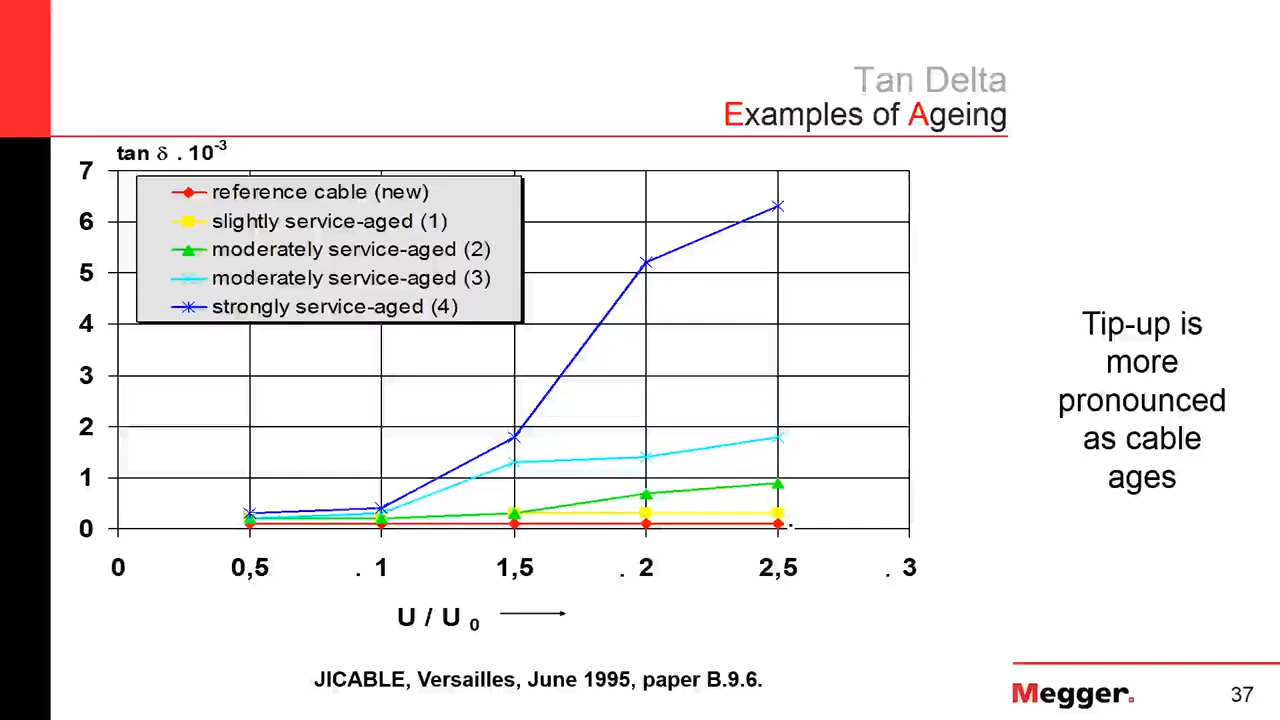 Tan Delta
Examples of Ageing
tan δ . 10-3
7
6
5
4
3
2
1
0
reference cable (new)
slightly service-aged (1)
moderately service-aged (2)
moderately service-aged (3)
strongly service-aged (4)
0 0,5 . 1 1,5 . 2 2,5 . 3
U / U 0
Tip-up is
more
pronounced
as cable
ages
JICABLE, Versailles, June 1995, paper B.9.6.
Megger.
37